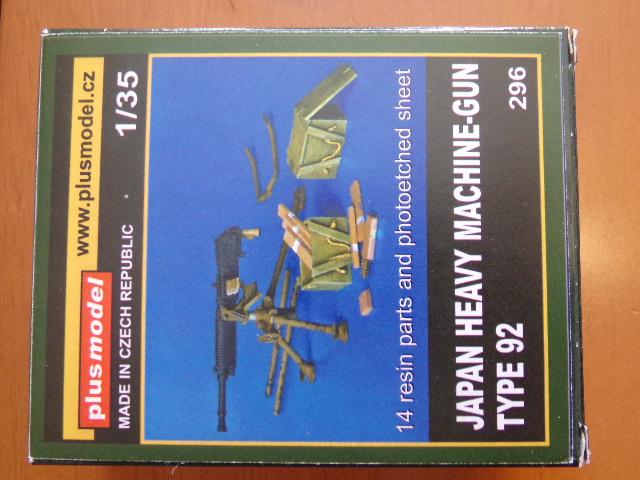 plusmodel www.plusmodel.cz
MADE IN CZECH REPUBLIC 1/35
14 resin parts and photoetched sheet
JAPAN HEAVY MACHINE-GUN
TYPE 92 296